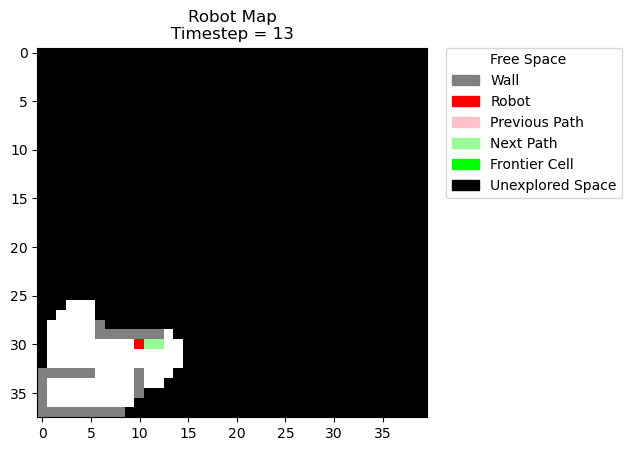 Robot Map
Timestep = 13
0
5
10
15
20
25
30
35
0
5
10
15
20
25
30
35
Free Space
Wall
Robot
Previous Path
Next Path
Frontier Cell
Unexplored Space